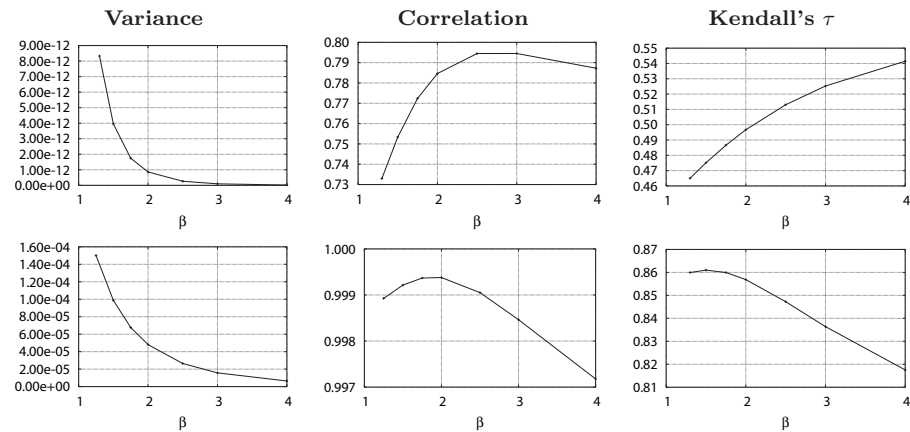 Variance Correlation Kendall's τ
9.00e-12
8.00e-12
7.00e-12
6.00e-12
5.00e-12
4.00e-12
3.00e-12
2.00e-12
1.00e-12
0.00e+00
1 2 3 4
β
0.80
0.79
0.78
0.77
0.76
0.75
0.74
0.73
1 2 3 4
β
0.55
0.54
0.53
0.52
0.51
0.50
0.49
0.48
0.47
0.46
1 2 3 4
β
1.60e-04
1.40e-04
1.20e-04
1.00e-04
8.00e-05
6.00e-05
4.00e-05
2.00e-05
0.00e+00
1 2 3 4
β
1.000
0.999
0.998
0.997
1 2 3 4
β
0.87
0.86
0.85
0.84
0.83
0.82
0.81
1 2 3 4
β